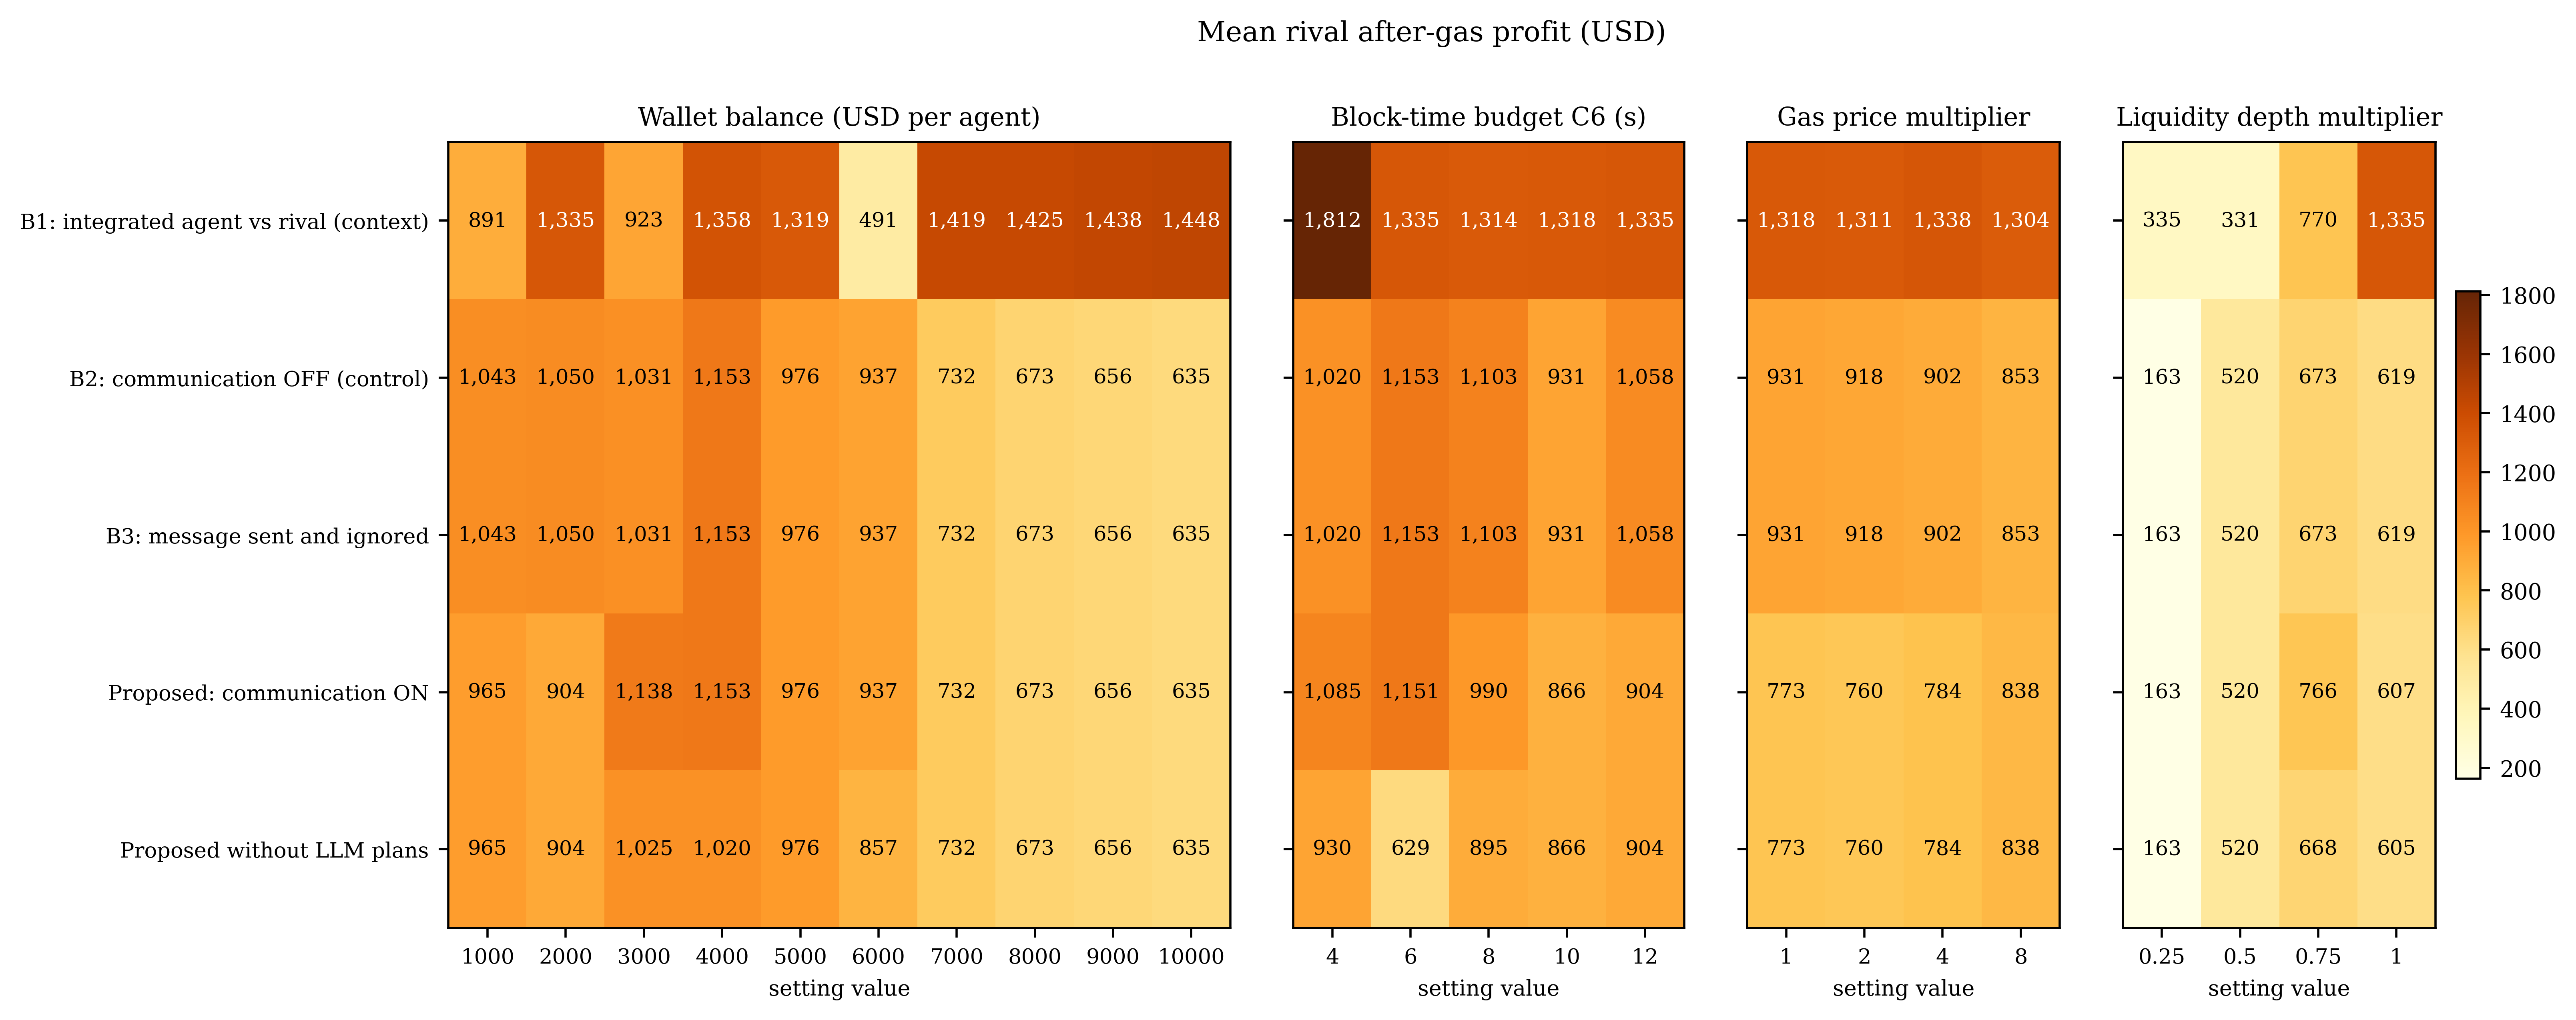 Mean rival after-gas profit (USD)
Wallet balance (USD per agent)
Block-time budget C6 (s)
Gas price multiplier
Liquidity depth multiplier
B1: integrated agent vs rival (context) 891 1,335 923 1,358 1,319 491 1,419 1,425 1,438 1,448 1,812 1,335 1,314 1,318 1,335 1,318 1,311 1,338 1,304 335 331 770 1,335
B2: communication OFF (control) 1,043 1,050 1,031 1,153 976 937 732 673 656 635 1,020 1,153 1,103 931 1,058 931 918 902 853 163 520 673 619
B3: message sent and ignored 1,043 1,050 1,031 1,153 976 937 732 673 656 635 1,020 1,153 1,103 931 1,058 931 918 902 853 163 520 673 619
Proposed: communication ON 965 904 1,138 1,153 976 937 732 673 656 635 1,085 1,151 990 866 904 773 760 784 838 163 520 766 607
Proposed without LLM plans 965 904 1,025 1,020 976 857 732 673 656 635 930 629 895 866 904 773 760 784 838 163 520 668 605
1000 2000 3000 4000 5000 6000 7000 8000 9000 10000 4 6 8 10 12 1 2 4 8 0.25 0.5 0.75 1
setting value setting value setting value setting value
1800
1600
1400
1200
1000
800
600
400
200